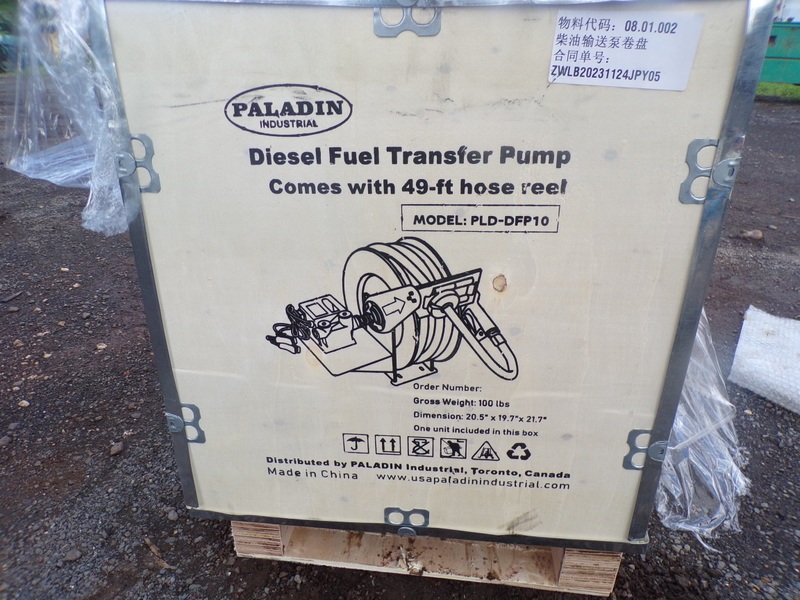 物料代码: 08.01.002
柴油输送泵卷盘
合同单号:
ZWLB20231124JPY05
PALADIN
INDUSTRIAL
Diesel Fuel Transfer Pump
Comes with 49-ft hose reel
MODEL: PLD-DFP10
Order Number:
Gross Weight: 100 lbs
Dimension: 20.5" x 19.7"x 21.7"
One unit included in this box
Distributed by PALADIN Industrial, Toronto, Canada
Made in China www.usapaladinindustrial.com